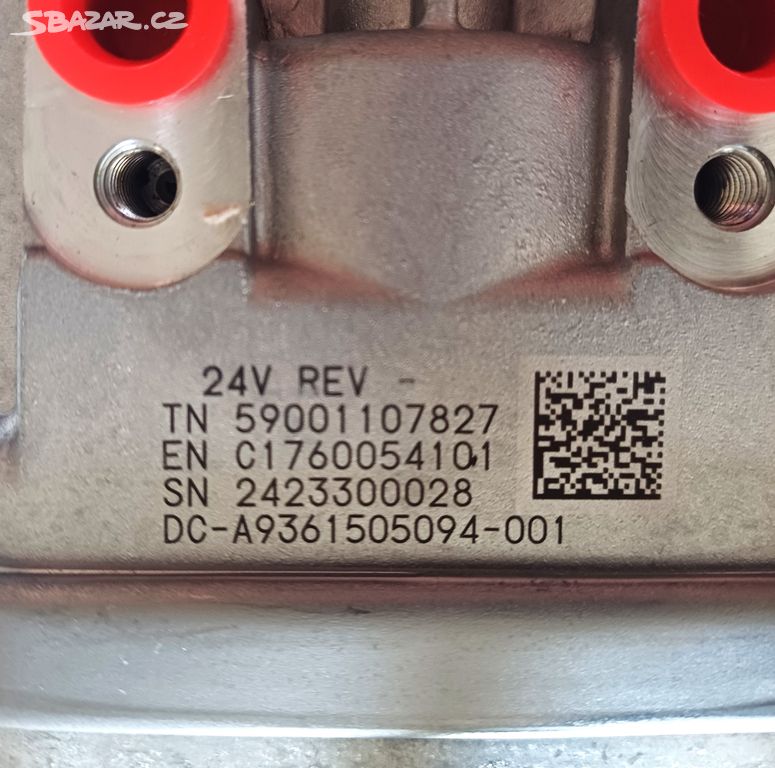 SBAZAR.CZ
24V REV -
TN 59001107827
EN C1760054101
SN 2423300028
DC-A9361505094-001